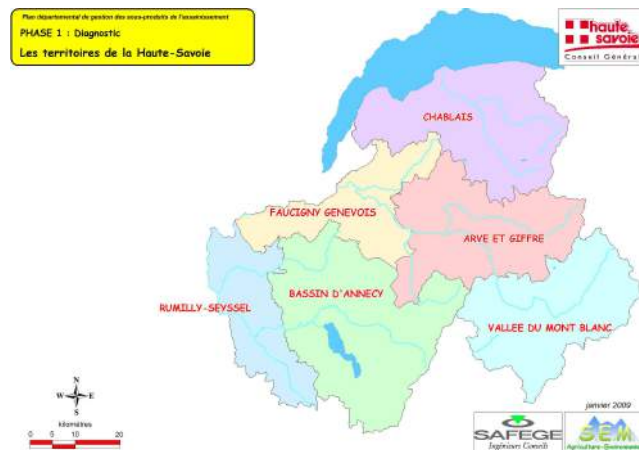 Plan départemental de gestion des sous-produits de l'assainissement
PHASE 1 : Diagnostic
Les territoires de la Haute-Savoie
haute
savoie
Conseil Général
CHABLAIS
FAUCIGNY GENEVOIS
ARVE ET GIFFRE
BASSIN D'ANNECY
RUMILLY-SEYSSEL
VALLEE DU MONT BLANC
N
W E
S
kilomètres
0 5 10 20
janvier 2009
SAFEGE
Ingénieurs Conseils
SEM
Agriculture-Environnement